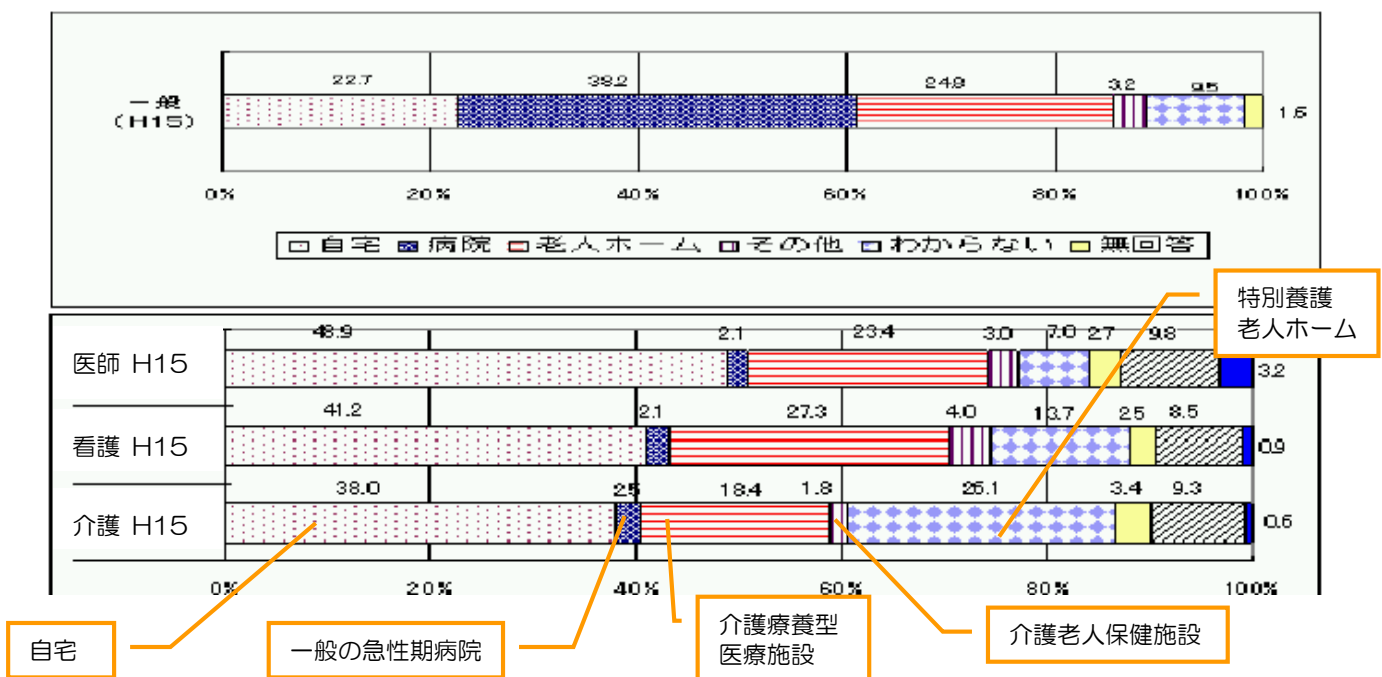 22.7 38.2 24.9 3.2 9.5
一般
(H15)
1.6
0% 20% 40% 60% 80% 100%
自宅 病院 老人ホーム その他 わからない 無回答
特別養護
老人ホーム
48.9 2.1 23.4 3.0 7.0 2.7 9.8
医師 H15 3.2
41.2 2.1 27.3 4.0 13.7 2.5 8.5
看護 H15 0.9
38.0 2.5 18.4 1.8 26.1 3.4 9.3
介護 H15 0.6
0% 20% 40% 60% 80% 100%
自宅
一般の急性期病院
介護療養型
医療施設
介護老人保健施設